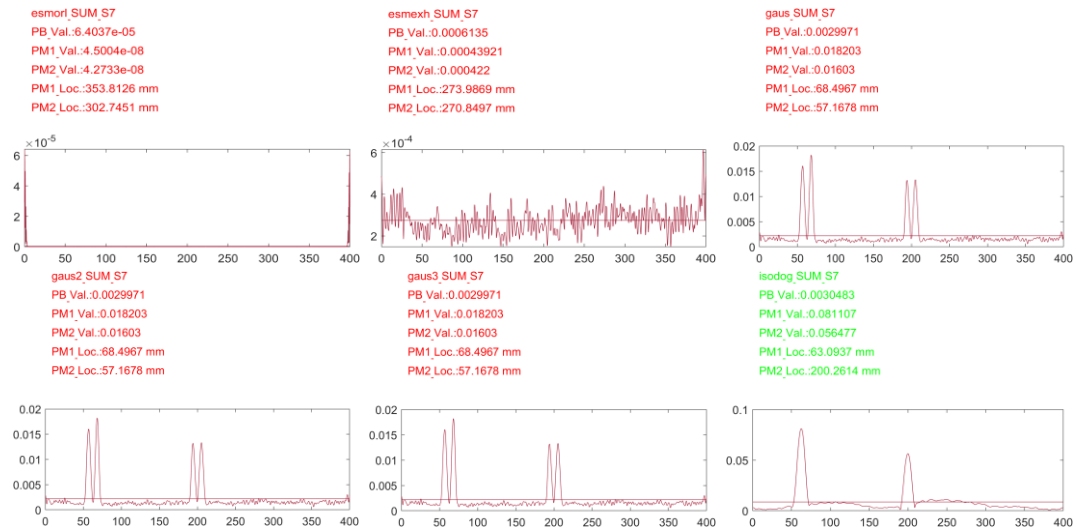 esmorl_SUM_S7
PB_Val.:6.4037e-05
PM1_Val.:4.5004e-08
PM2_Val.:4.2733e-08
PM1_Loc.:353.8126 mm
PM2_Loc.:302.7451 mm
esmexh_SUM_S7
PB_Val.:0.0006135
PM1_Val.:0.00043921
PM2_Val.:0.000422
PM1_Loc.:273.9869 mm
PM2_Loc.:270.8497 mm
gaus_SUM_S7
PB_Val.:0.0029971
PM1_Val.:0.018203
PM2_Val.:0.01603
PM1_Loc.:68.4967 mm
PM2_Loc.:57.1678 mm
×10⁻⁵
6
4
2
0
0 50 100 150 200 250 300 350 400
×10⁻⁴
6
4
2
0 50 100 150 200 250 300 350 400
0.02
0.015
0.01
0.005
0
0 50 100 150 200 250 300 350 400
gaus2_SUM_S7
PB_Val.:0.0029971
PM1_Val.:0.018203
PM2_Val.:0.01603
PM1_Loc.:68.4967 mm
PM2_Loc.:57.1678 mm
gaus3_SUM_S7
PB_Val.:0.0029971
PM1_Val.:0.018203
PM2_Val.:0.01603
PM1_Loc.:68.4967 mm
PM2_Loc.:57.1678 mm
isodog_SUM_S7
PB_Val.:0.0030483
PM1_Val.:0.081107
PM2_Val.:0.056477
PM1_Loc.:63.0937 mm
PM2_Loc.:200.2614 mm
0.02
0.015
0.01
0.005
0
0 50 100 150 200 250 300 350 400
0.02
0.015
0.01
0.005
0
0 50 100 150 200 250 300 350 400
0.1
0.05
0
0 50 100 150 200 250 300 350 400